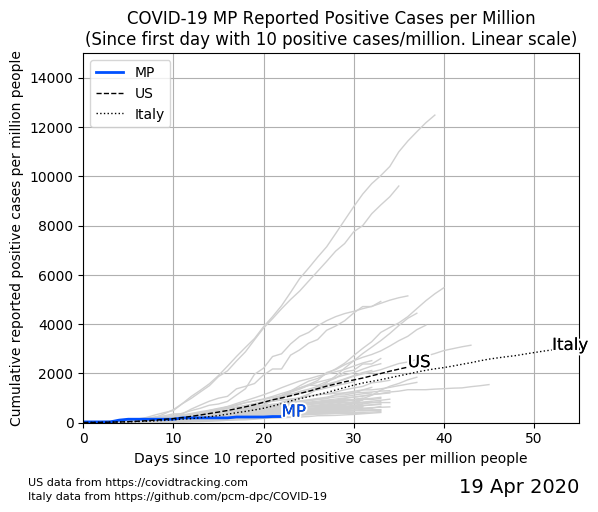 COVID-19 MP Reported Positive Cases per Million
(Since first day with 10 positive cases/million. Linear scale)
Cumulative reported positive cases per million people
14000
12000
10000
8000
6000
4000
2000
0
MP
US
Italy
Italy
US
MP
0 10 20 30 40 50
Days since 10 reported positive cases per million people
US data from https://covidtracking.com
Italy data from https://github.com/pcm-dpc/COVID-19
19 Apr 2020